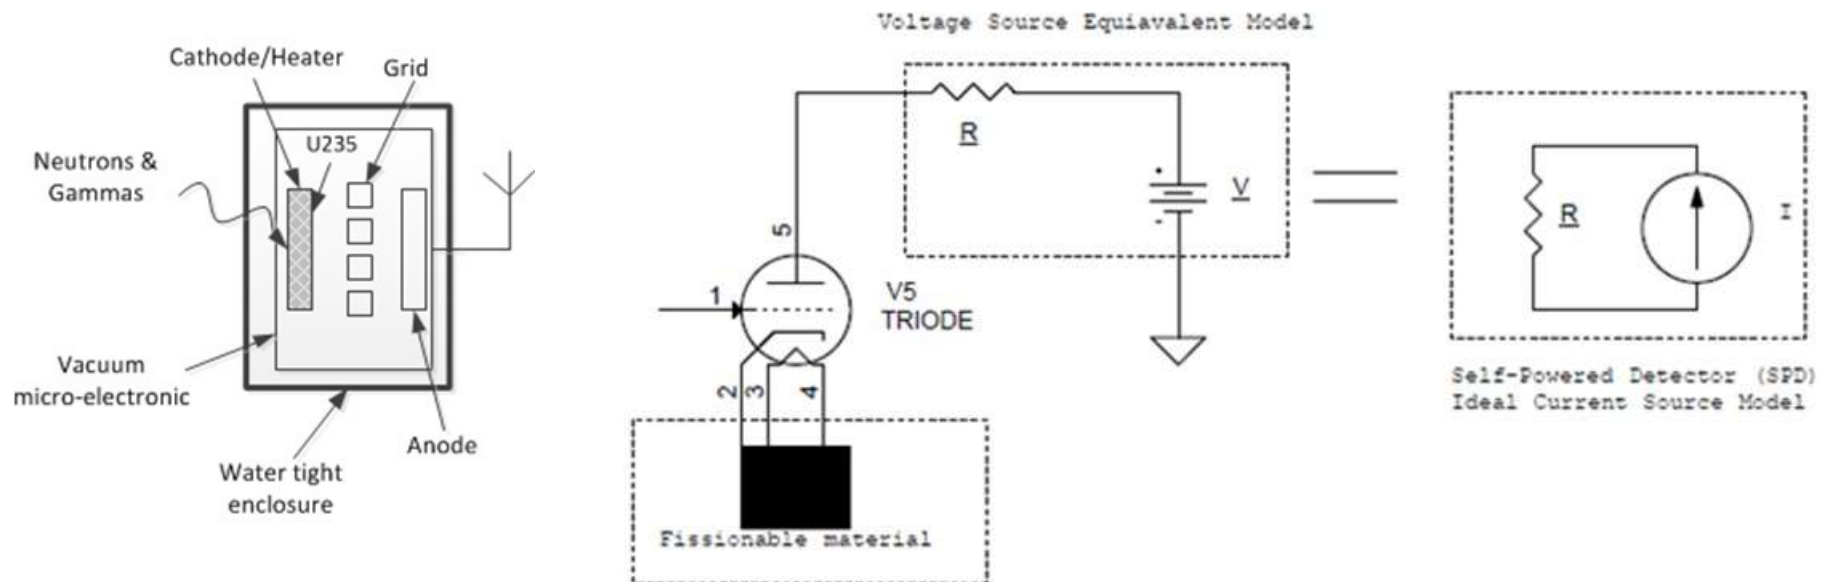 Cathode/Heater
Grid
U235
Neutrons &
Gammas
Vacuum
micro-electronic
Anode
Water tight
enclosure
Voltage Source Equiavalent Model
R
V
5
1
V5
TRIODE
2
3
4
Fissionable material
R
I
Self-Powered Detector (SPD)
Ideal Current Source Model